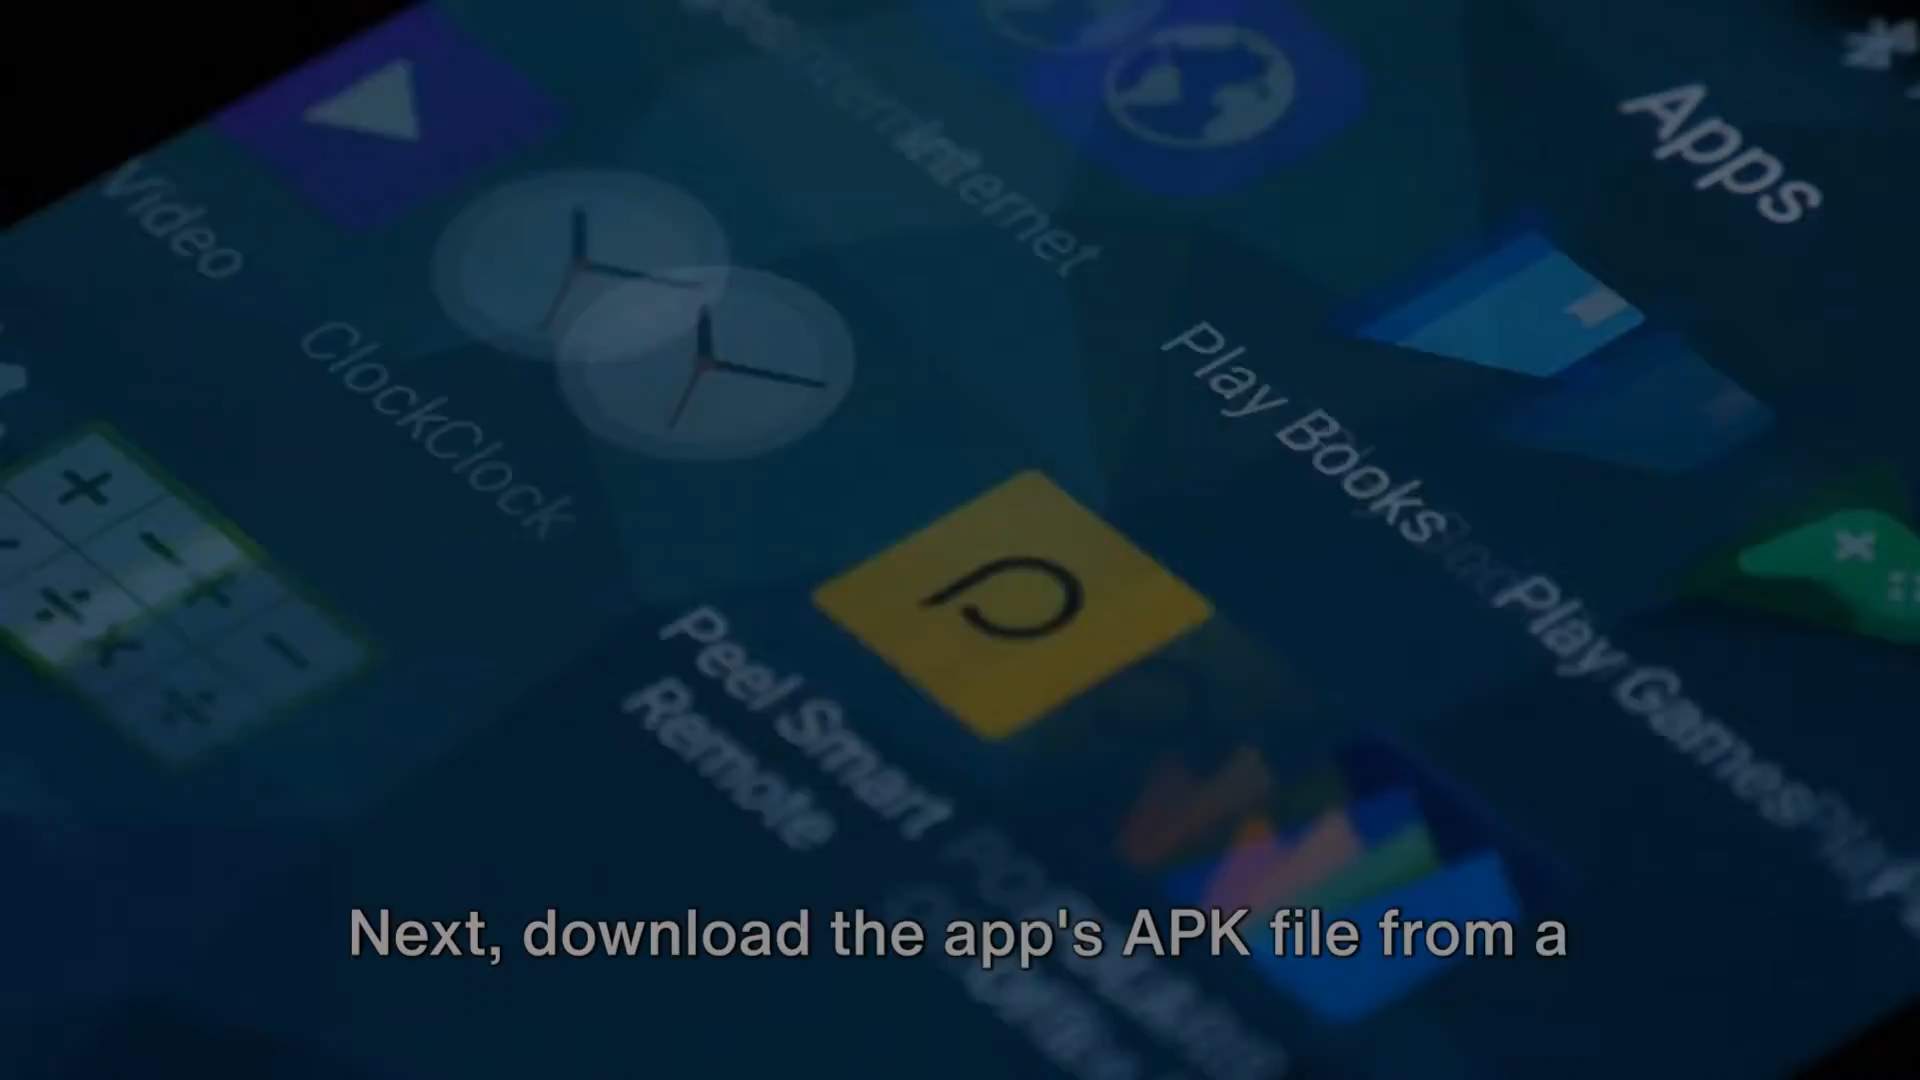 Apps
Internet
Video
Clock
Clock
Play Books
Play Games
Peel Smart
Remote
Next, download the app's APK file from a